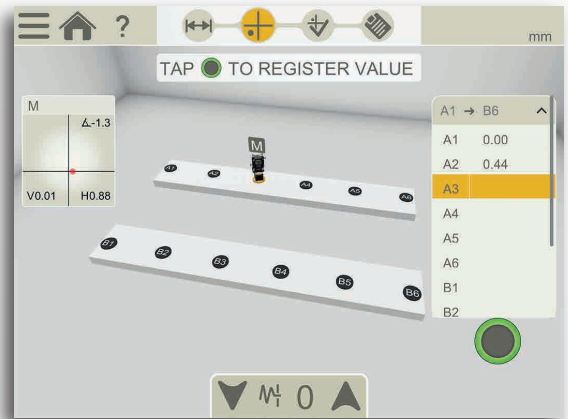 ?
mm
TAP TO REGISTER VALUE
M
∡-1.3
V0.01 H0.88
M
A1 A2 A4 A5 A6
B1 B2 B3 B4 B5 B6
A1 → B6
A1 0.00
A2 0.44
A3
A4
A5
A6
B1
B2
0